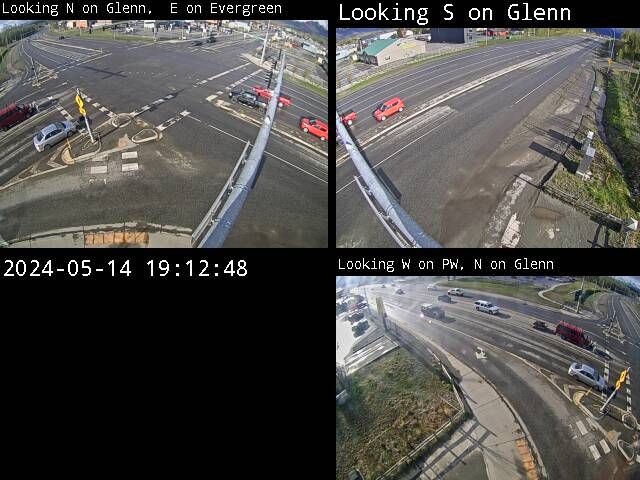 Looking N on Glenn,  E on Evergreen
Looking S on Glenn
2024-05-14 19:12:48
Looking W on PW, N on Glenn